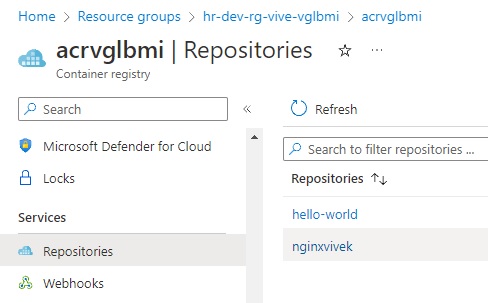 Home > Resource groups > hr-dev-rg-vive-vglbmi > acrvglbmi
acrvglbmi | Repositories ☆ ...
Container registry
Search «
Microsoft Defender for Cloud
Locks
Services
Repositories
Webhooks
Refresh
Search to filter repositories ...
Repositories ↑↓
hello-world
nginxvivek